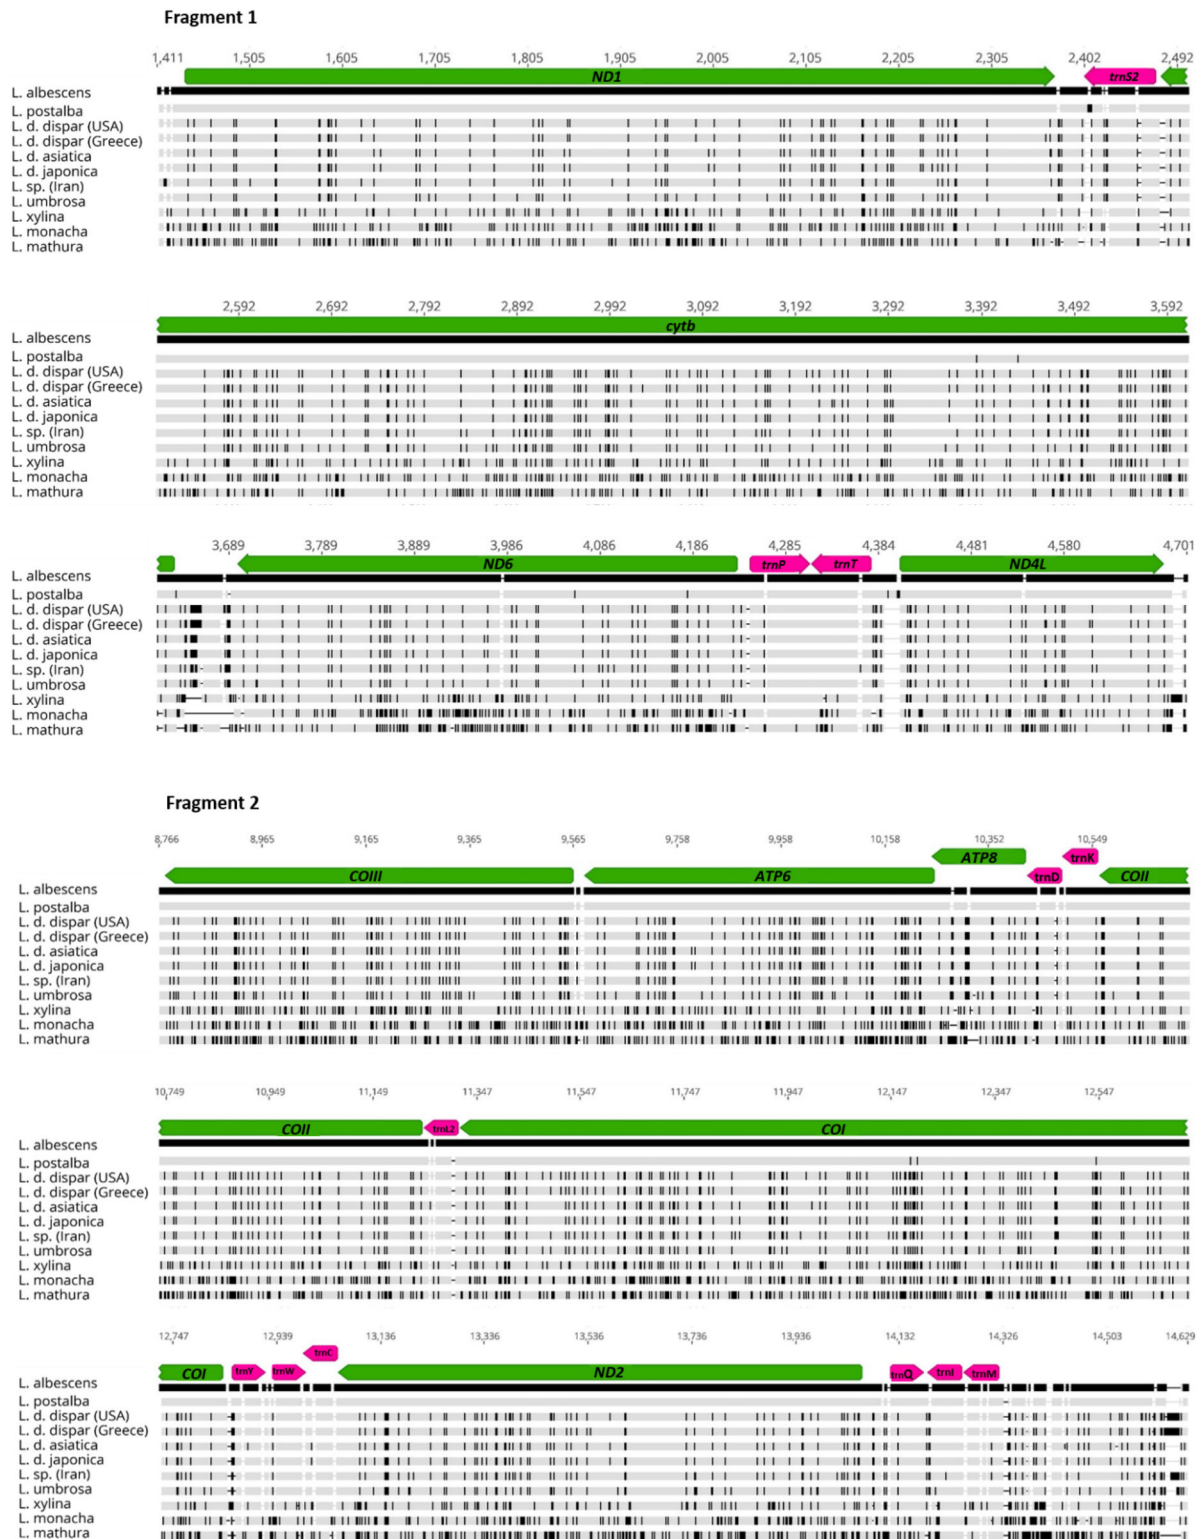 Fragment 1
1,411 1,505 1,605 1,705 1,805 1,905 2,005 2,105 2,205 2,305 2,402 2,492
ND1 trnS2
L. albescens
L. postalba
L. d. dispar (USA)
L. d. dispar (Greece)
L. d. asiatica
L. d. japonica
L. sp. (Iran)
L. umbrosa
L. xylina
L. monacha
L. mathura
2,592 2,692 2,792 2,892 2,992 3,092 3,192 3,292 3,392 3,492 3,592
cytb
L. albescens
L. postalba
L. d. dispar (USA)
L. d. dispar (Greece)
L. d. asiatica
L. d. japonica
L. sp. (Iran)
L. umbrosa
L. xylina
L. monacha
L. mathura
3,689 3,789 3,889 3,986 4,086 4,186 4,285 4,384 4,481 4,580 4,701
ND6 trnP trnT ND4L
L. albescens
L. postalba
L. d. dispar (USA)
L. d. dispar (Greece)
L. d. asiatica
L. d. japonica
L. sp. (Iran)
L. umbrosa
L. xylina
L. monacha
L. mathura
Fragment 2
8,766 8,965 9,165 9,365 9,565 9,758 9,958 10,158 10,352 10,549
ATP8 trnK
COIII ATP6 trnD COII
L. albescens
L. postalba
L. d. dispar (USA)
L. d. dispar (Greece)
L. d. asiatica
L. d. japonica
L. sp. (Iran)
L. umbrosa
L. xylina
L. monacha
L. mathura
10,749 10,949 11,149 11,347 11,547 11,747 11,947 12,147 12,347 12,547
COII trnL2 COI
L. albescens
L. postalba
L. d. dispar (USA)
L. d. dispar (Greece)
L. d. asiatica
L. d. japonica
L. sp. (Iran)
L. umbrosa
L. xylina
L. monacha
L. mathura
12,747 12,939 13,136 13,336 13,536 13,736 13,936 14,132 14,326 14,503 14,629
trnC
COI trnY trnW ND2 trnQ trnI trnM
L. albescens
L. postalba
L. d. dispar (USA)
L. d. dispar (Greece)
L. d. asiatica
L. d. japonica
L. sp. (Iran)
L. umbrosa
L. xylina
L. monacha
L. mathura